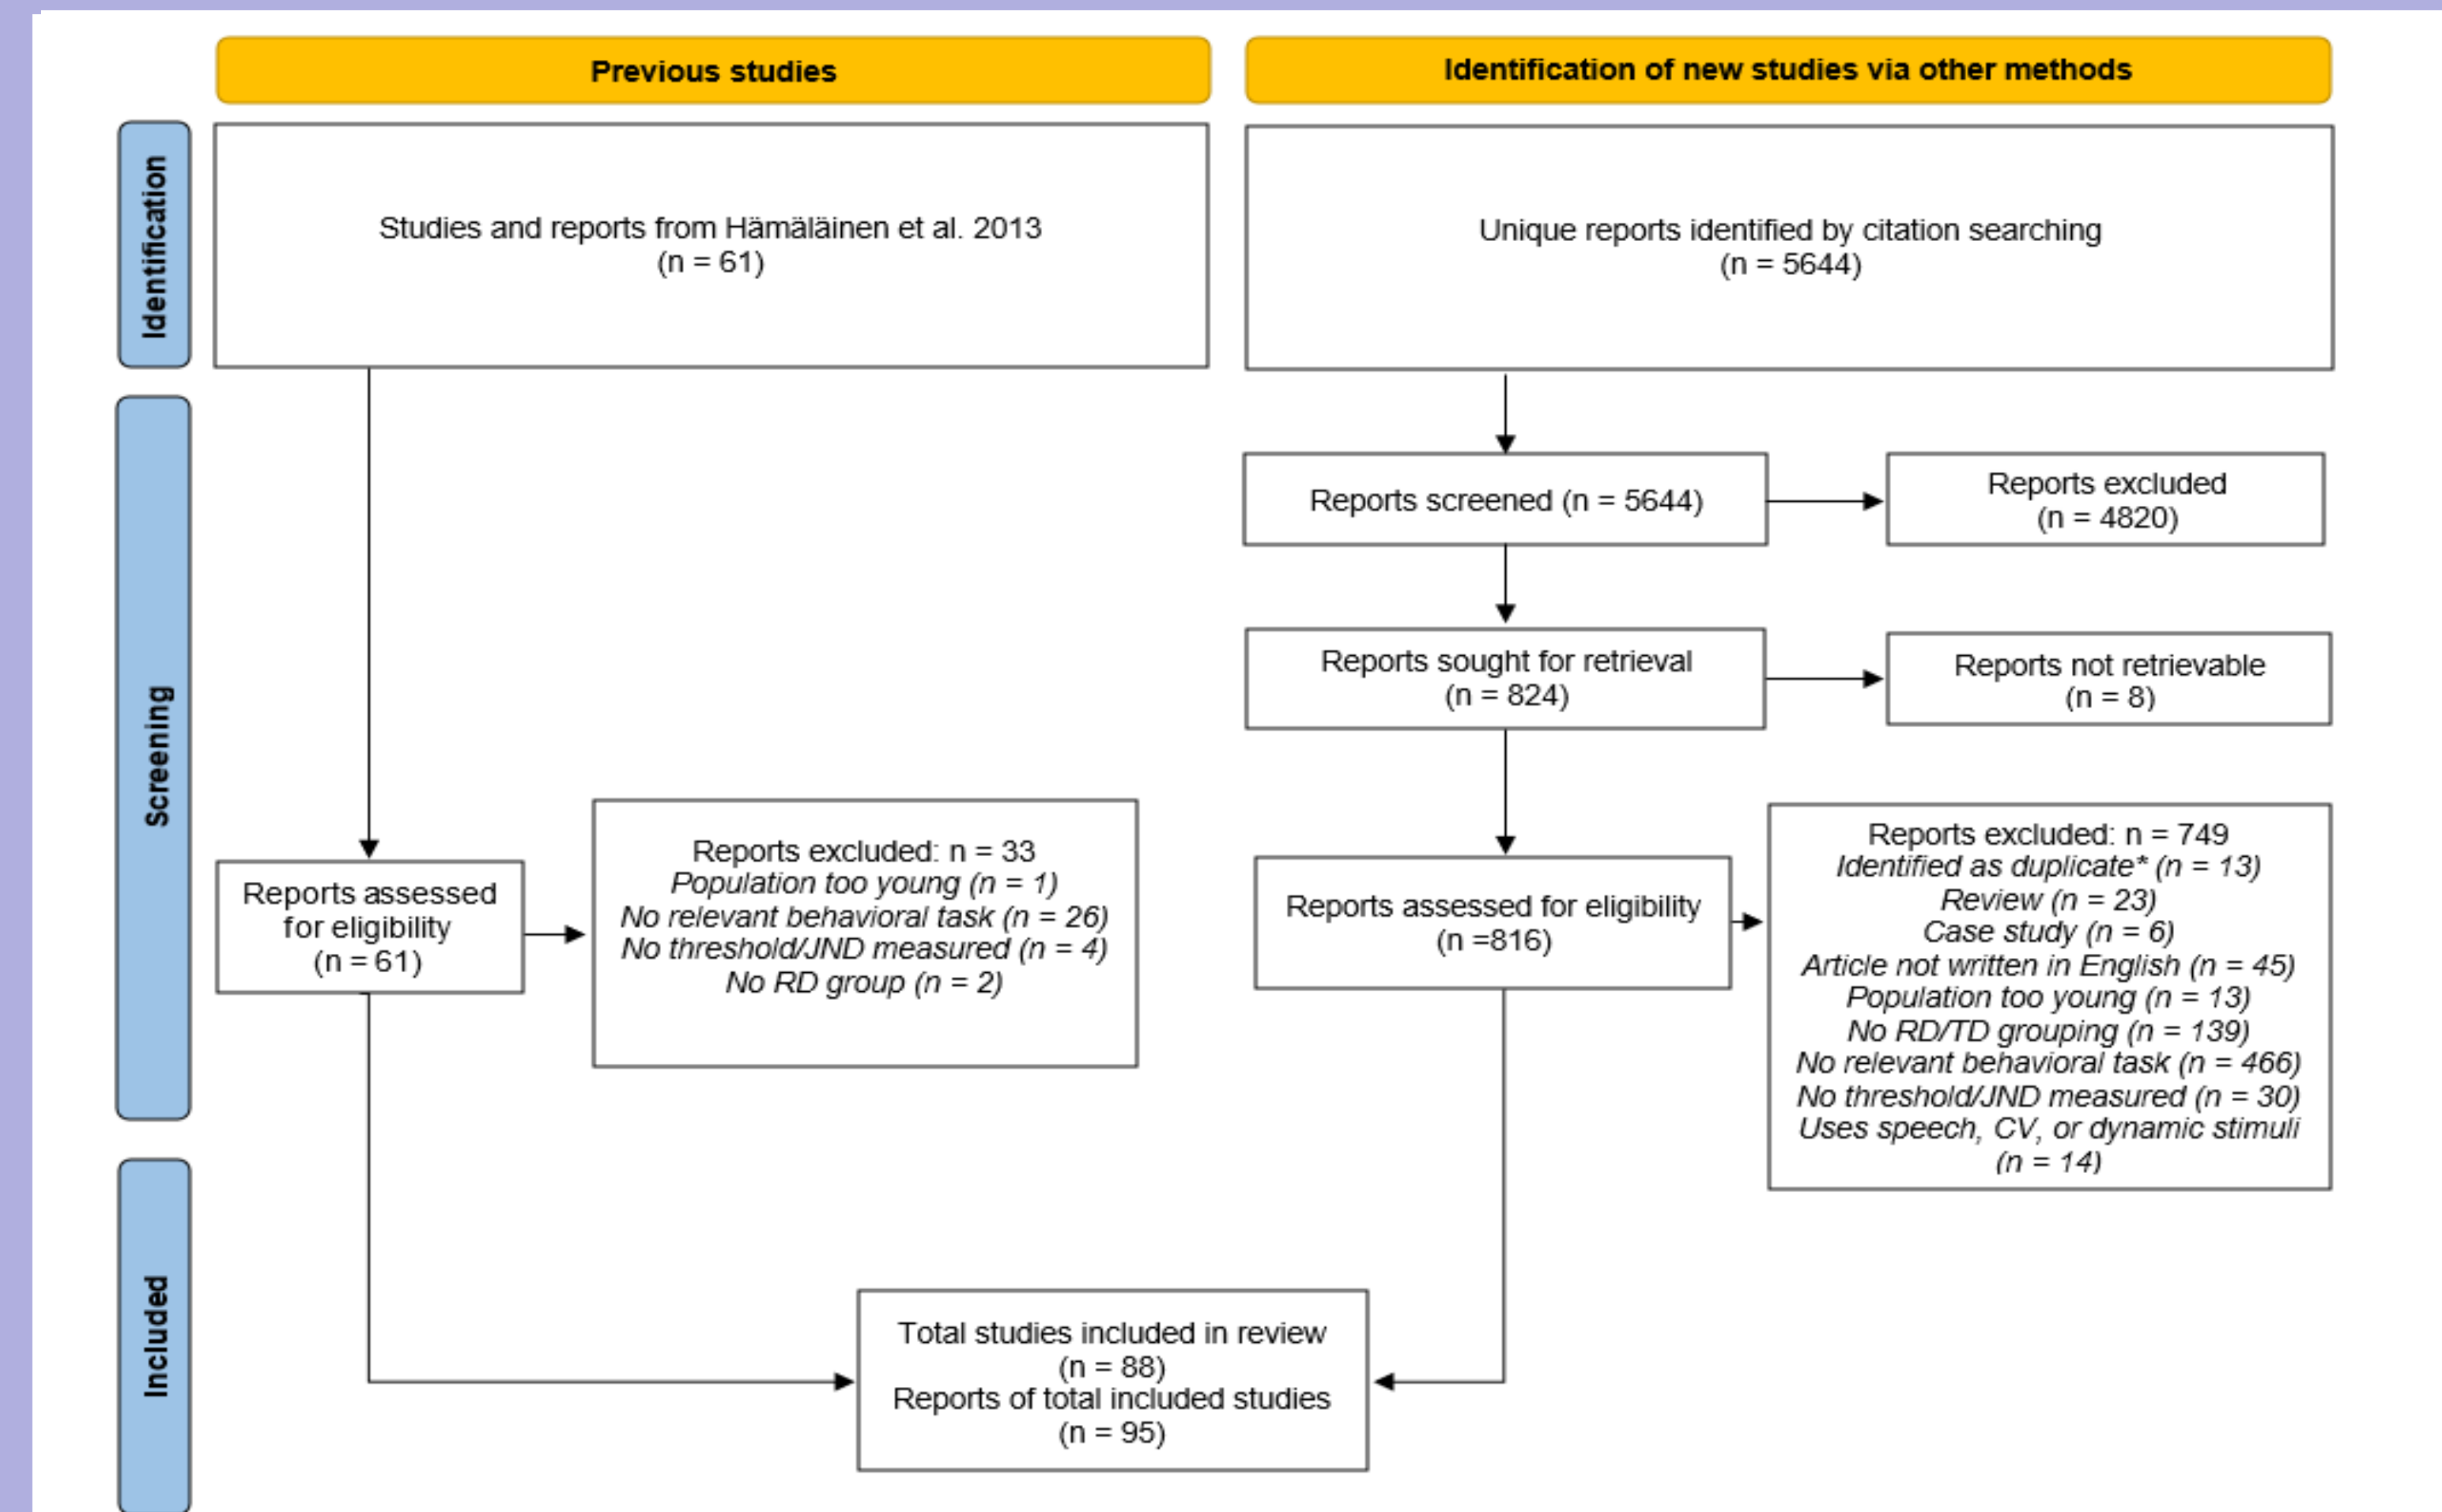 Previous studies
Identification of new studies via other methods
Identification
Studies and reports from Hämäläinen et al. 2013
(n = 61)
Unique reports identified by citation searching
(n = 5644)
Screening
Reports screened (n = 5644)
Reports excluded
(n = 4820)
Reports sought for retrieval
(n = 824)
Reports not retrievable
(n = 8)
Reports assessed
for eligibility
(n = 61)
Reports excluded: n = 33
Population too young (n = 1)
No relevant behavioral task (n = 26)
No threshold/JND measured (n = 4)
No RD group (n = 2)
Reports assessed for eligibility
(n =816)
Reports excluded: n = 749
Identified as duplicate* (n = 13)
Review (n = 23)
Case study (n = 6)
Article not written in English (n = 45)
Population too young (n = 13)
No RD/TD grouping (n = 139)
No relevant behavioral task (n = 466)
No threshold/JND measured (n = 30)
Uses speech, CV, or dynamic stimuli
(n = 14)
Included
Total studies included in review
(n = 88)
Reports of total included studies
(n = 95)